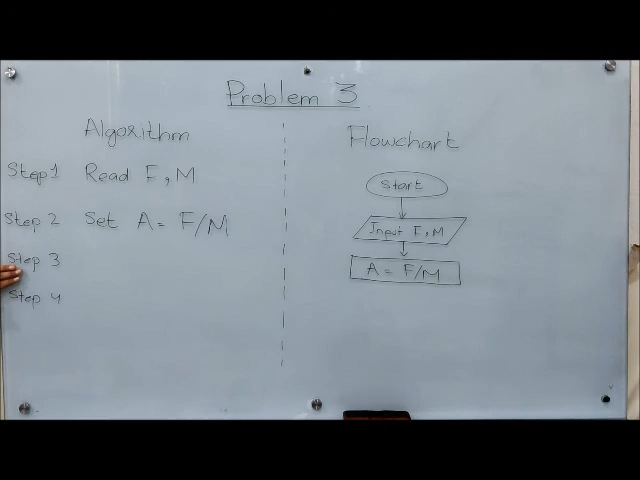 Problem 3
Algorithm
Step 1 Read F, M
Step 2 Set A = F/M
Step 3
Step 4
Flowchart
Start
Input F, M
A = F/M